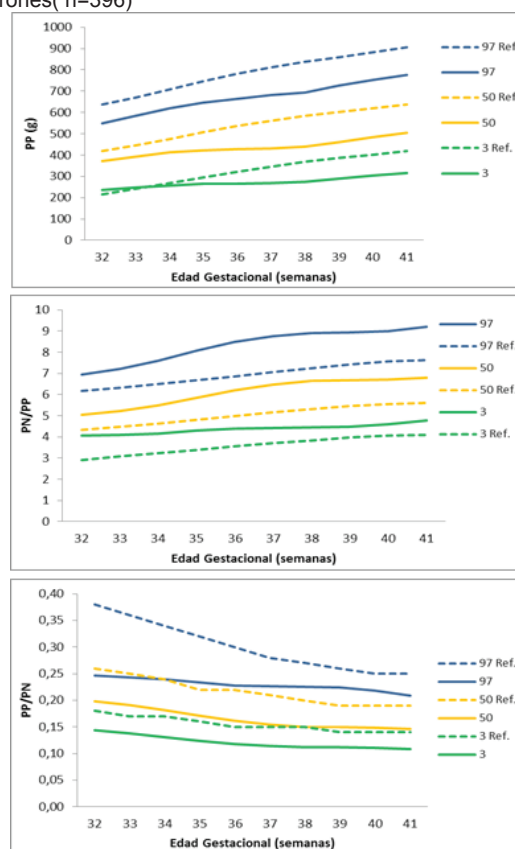 rones( n=396)
1000
900
800
700
600
500
400
300
200
100
0
PP (g)
32 33 34 35 36 37 38 39 40 41
Edad Gestacional (semanas)
97 Ref.
97
50 Ref.
50
3 Ref.
3
10
9
8
7
6
5
4
3
2
1
0
PN/PP
32 33 34 35 36 37 38 39 40 41
Edad Gestacional (semanas)
97
97 Ref.
50
50 Ref.
3
3 Ref.
0,40
0,35
0,30
0,25
0,20
0,15
0,10
0,05
0,00
PP/PN
32 33 34 35 36 37 38 39 40 41
Edad Gestacional (semanas)
97 Ref.
97
50 Ref.
50
3 Ref.
3